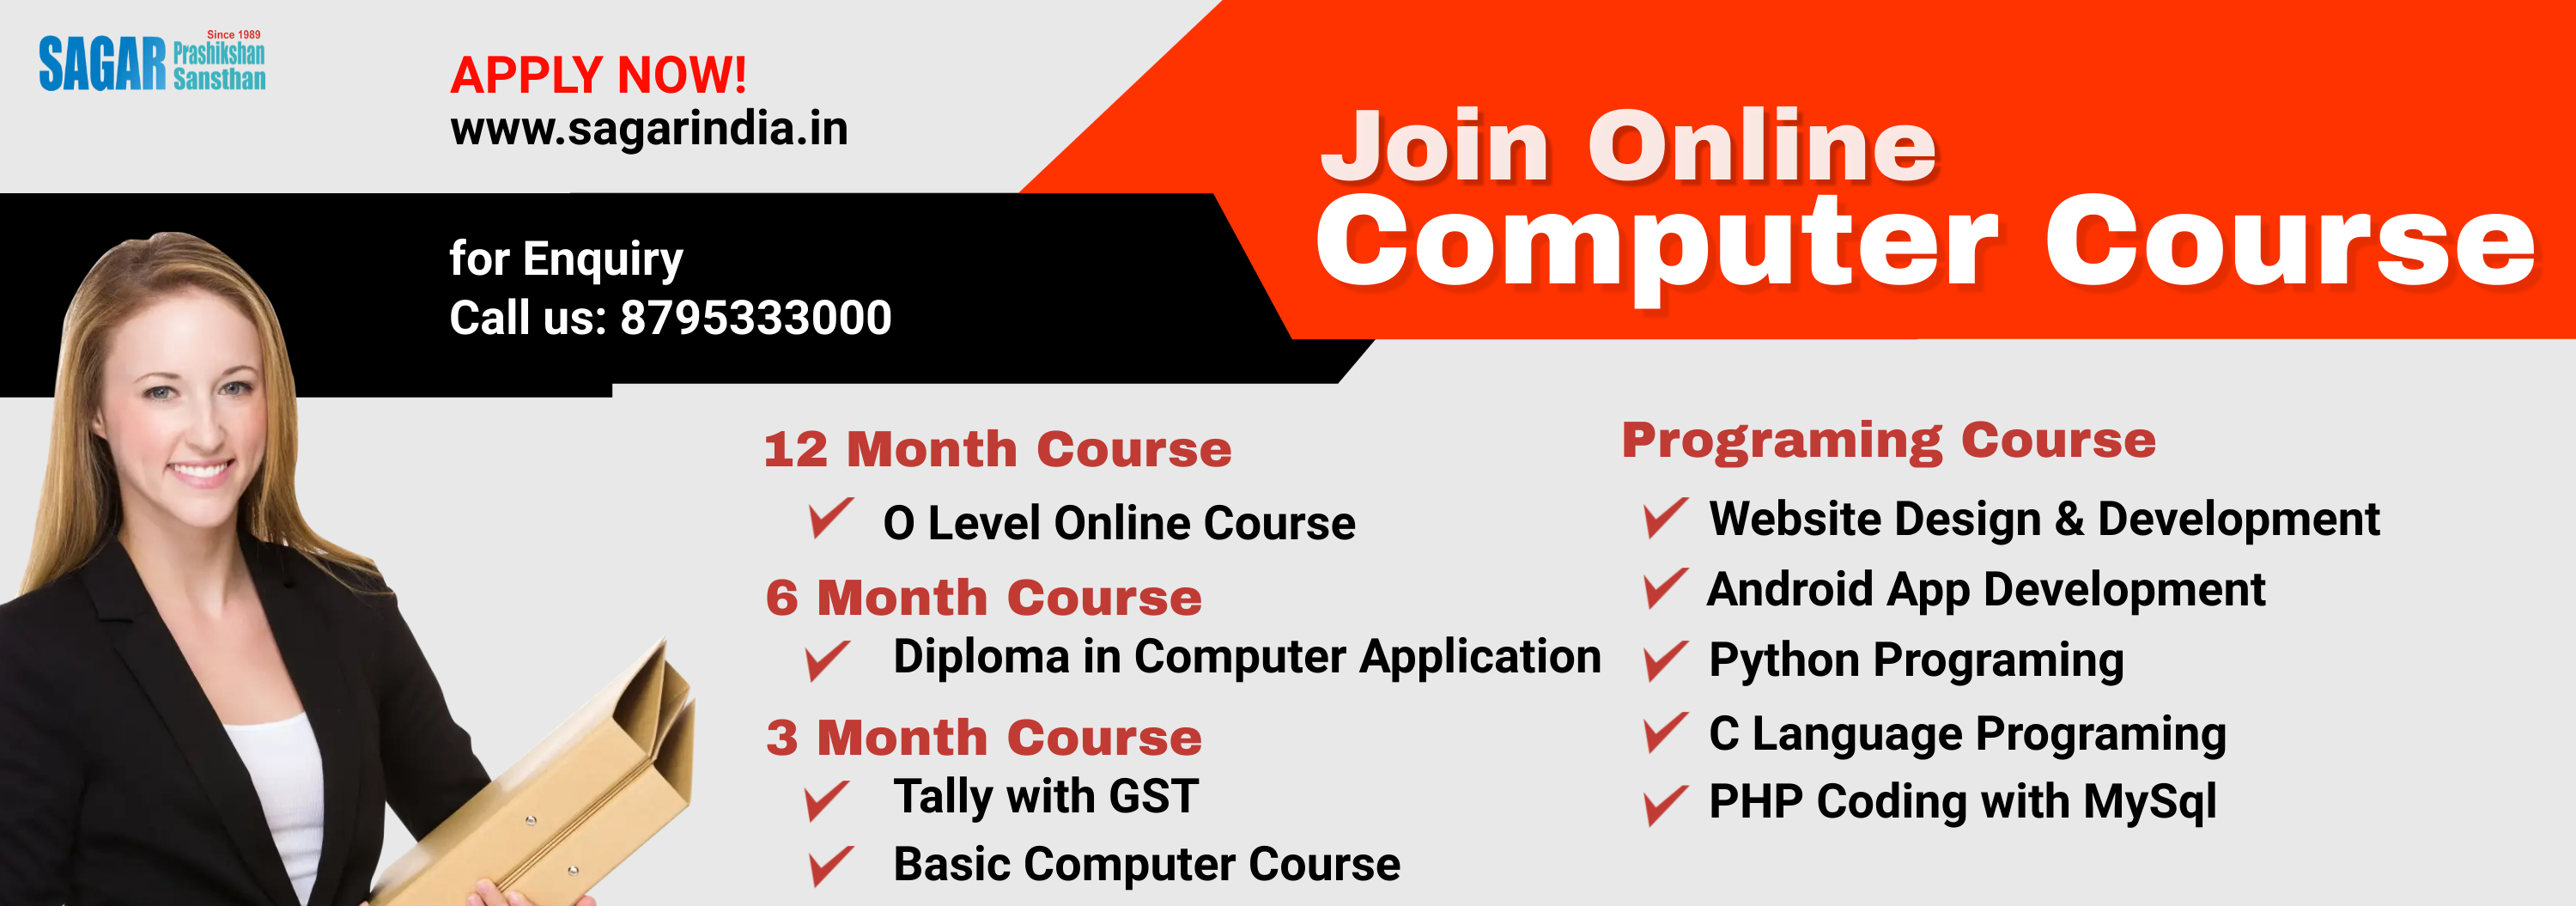 Since 1989
SAGAR Prashikshan
Sansthan
APPLY NOW!
www.sagarindia.in
for Enquiry
Call us: 8795333000
Join Online
Computer Course
12 Month Course
O Level Online Course
6 Month Course
Diploma in Computer Application
3 Month Course
Tally with GST
Basic Computer Course
Programing Course
Website Design & Development
Android App Development
Python Programing
C Language Programing
PHP Coding with MySql